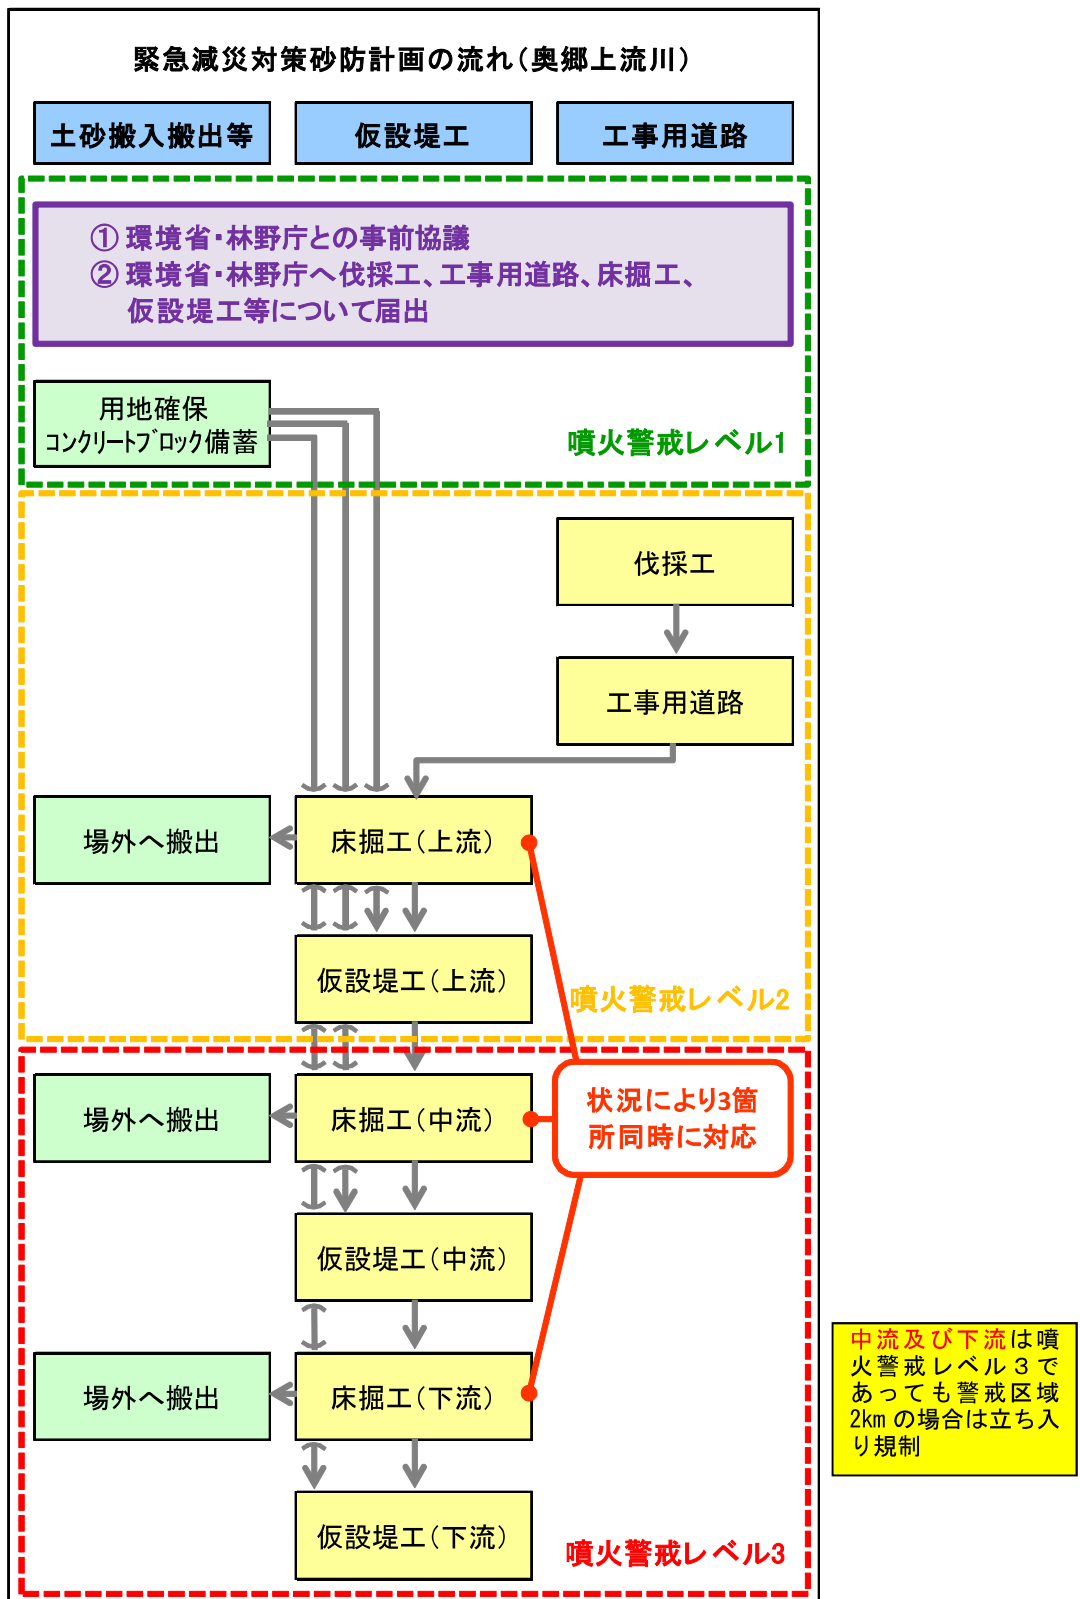 緊急減災対策砂防計画の流れ（奥郷上流川）
土砂搬入搬出等
仮設堤工
工事用道路
① 環境省・林野庁との事前協議
② 環境省・林野庁へ伐採工、工事用道路、床掘工、
仮設堤工等について届出
用地確保
コンクリートブロック備蓄
噴火警戒レベル1
伐採工
工事用道路
場外へ搬出
床掘工（上流）
仮設堤工（上流）
噴火警戒レベル2
場外へ搬出
床掘工（中流）
状況により3箇
所同時に対応
仮設堤工（中流）
場外へ搬出
床掘工（下流）
中流及び下流は噴
火警戒レベル３で
あっても警戒区域
2km の場合は立ち入
り規制
仮設堤工（下流）
噴火警戒レベル3